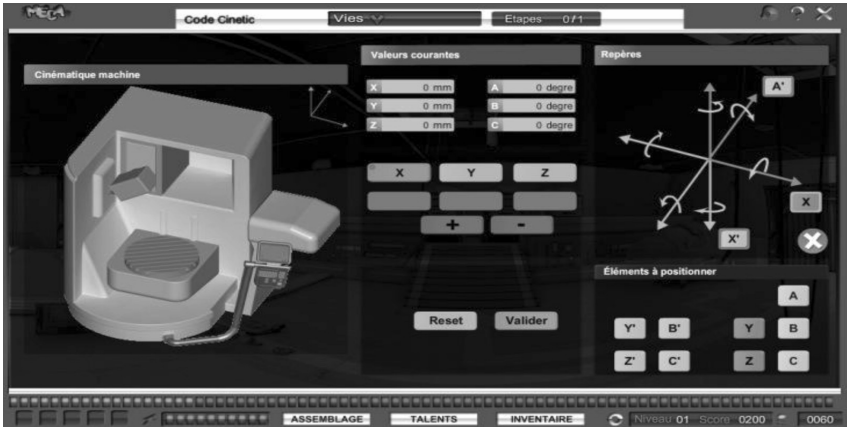 MECA
Code Cinetic
Vies
Etapes 0/1
Cinématique machine
Valeurs courantes
X 0 mm A 0 degre
Y 0 mm B 0 degre
Z 0 mm C 0 degre
X Y Z
+ -
Reset Valider
Repères
A'
X
X'
Éléments à positionner
A
Y' B' Y B
Z' C' Z C
ASSEMBLAGE TALENTS INVENTAIRE Niveau 01 Score 0200 0060